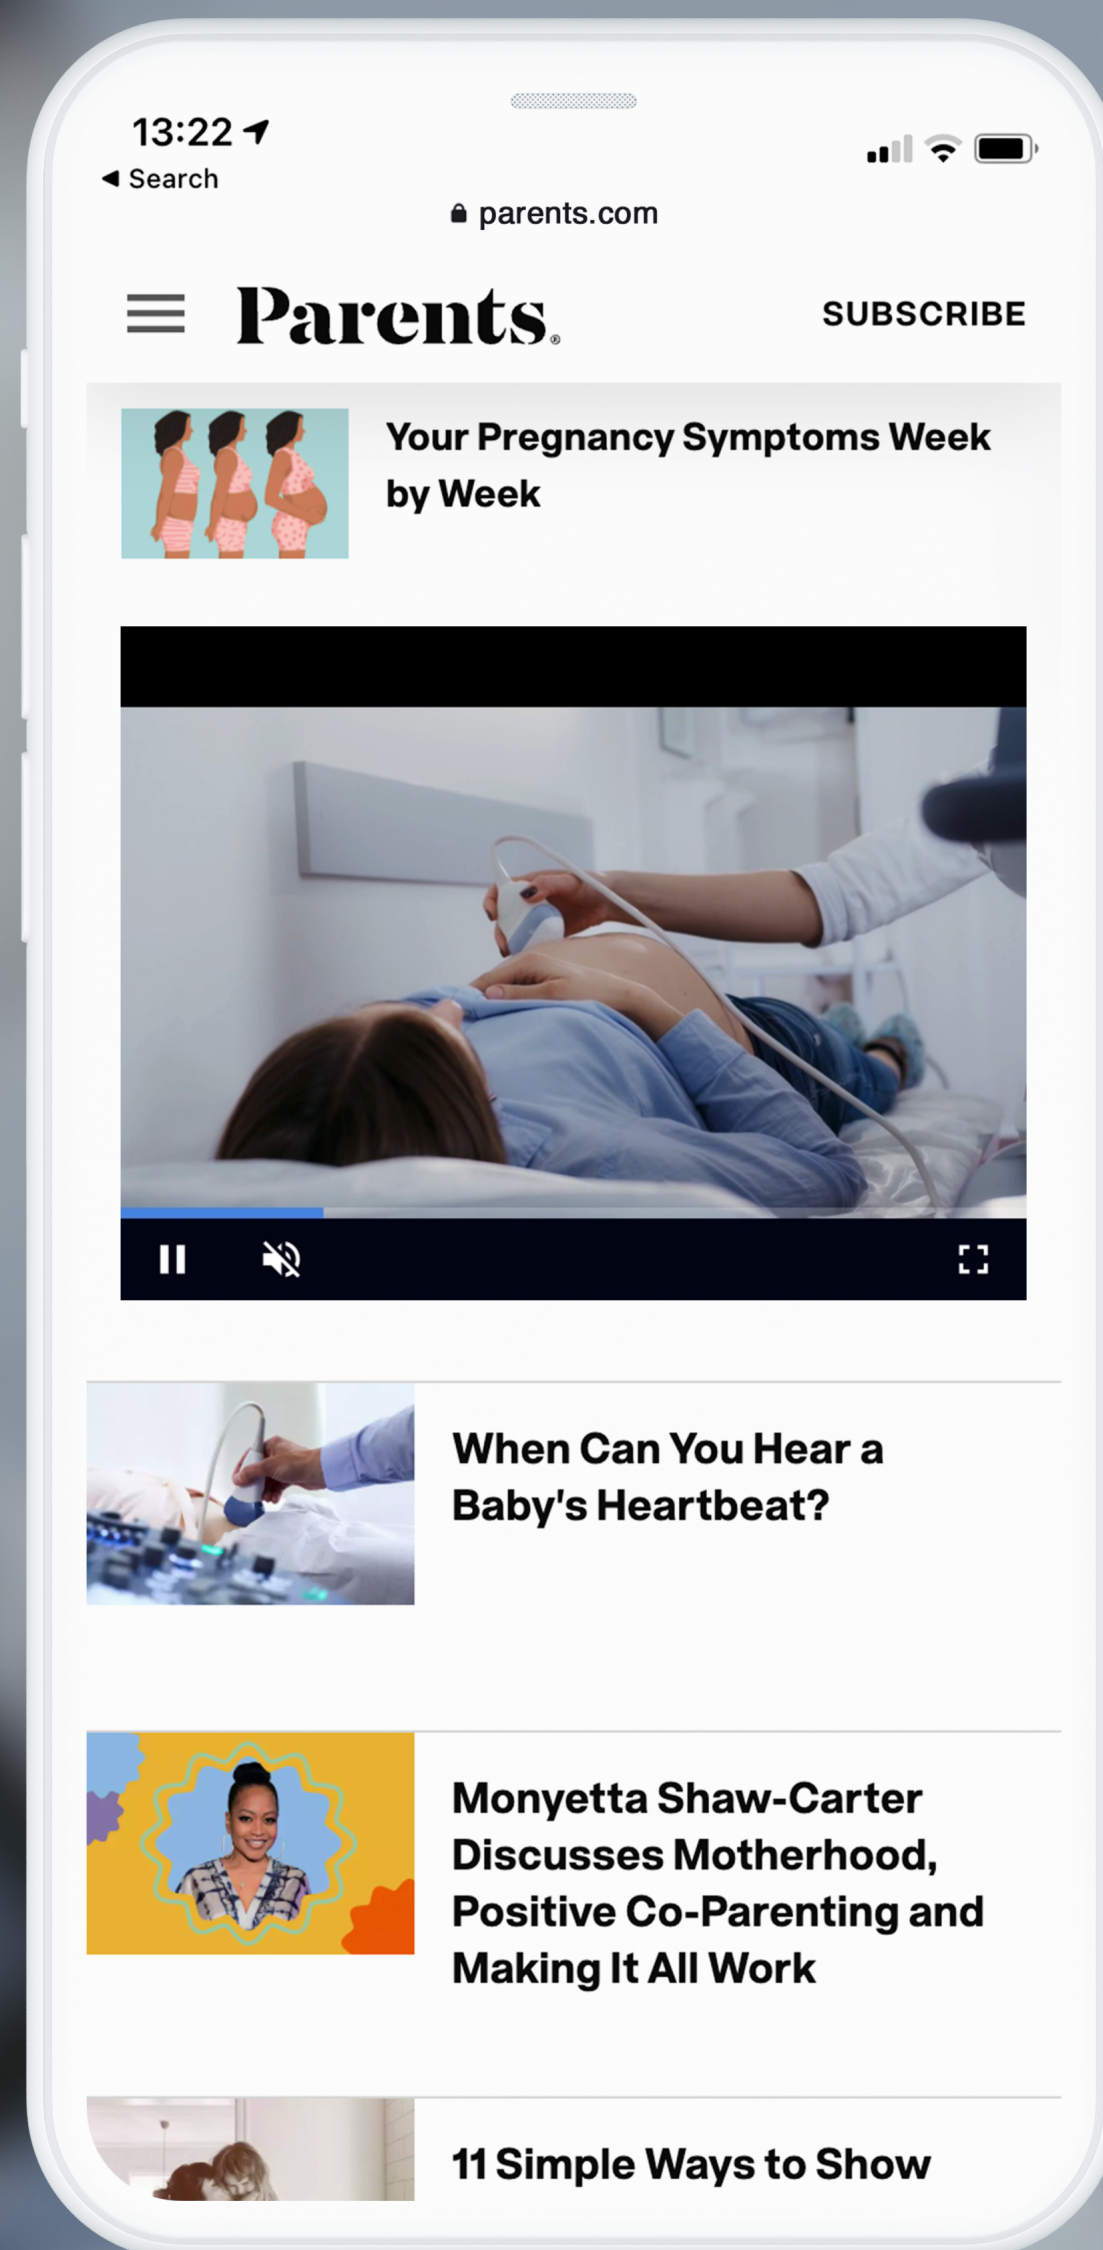 13:22
Search
parents.com
Parents®
SUBSCRIBE
Your Pregnancy Symptoms Week
by Week
When Can You Hear a
Baby's Heartbeat?
Monyetta Shaw-Carter
Discusses Motherhood,
Positive Co-Parenting and
Making It All Work
11 Simple Ways to Show